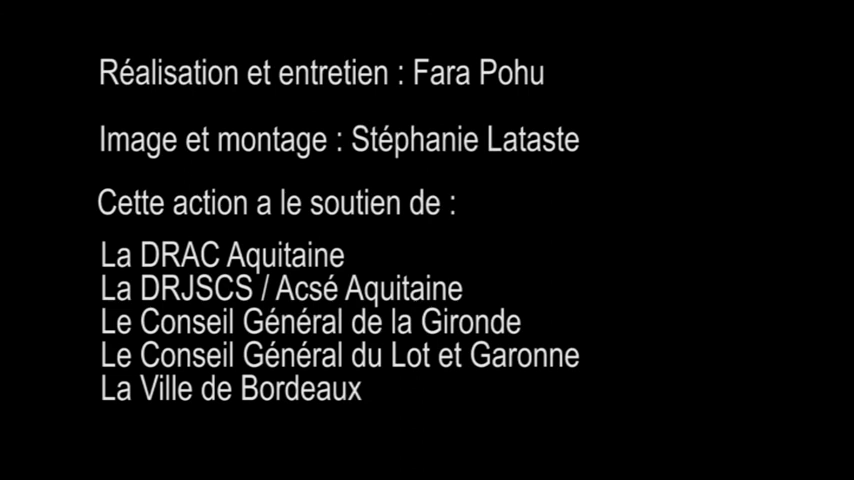 Réalisation et entretien : Fara Pohu
Image et montage : Stéphanie Lataste
Cette action a le soutien de :
La DRAC Aquitaine
La DRJSCS / Acsé Aquitaine
Le Conseil Général de la Gironde
Le Conseil Général du Lot et Garonne
La Ville de Bordeaux